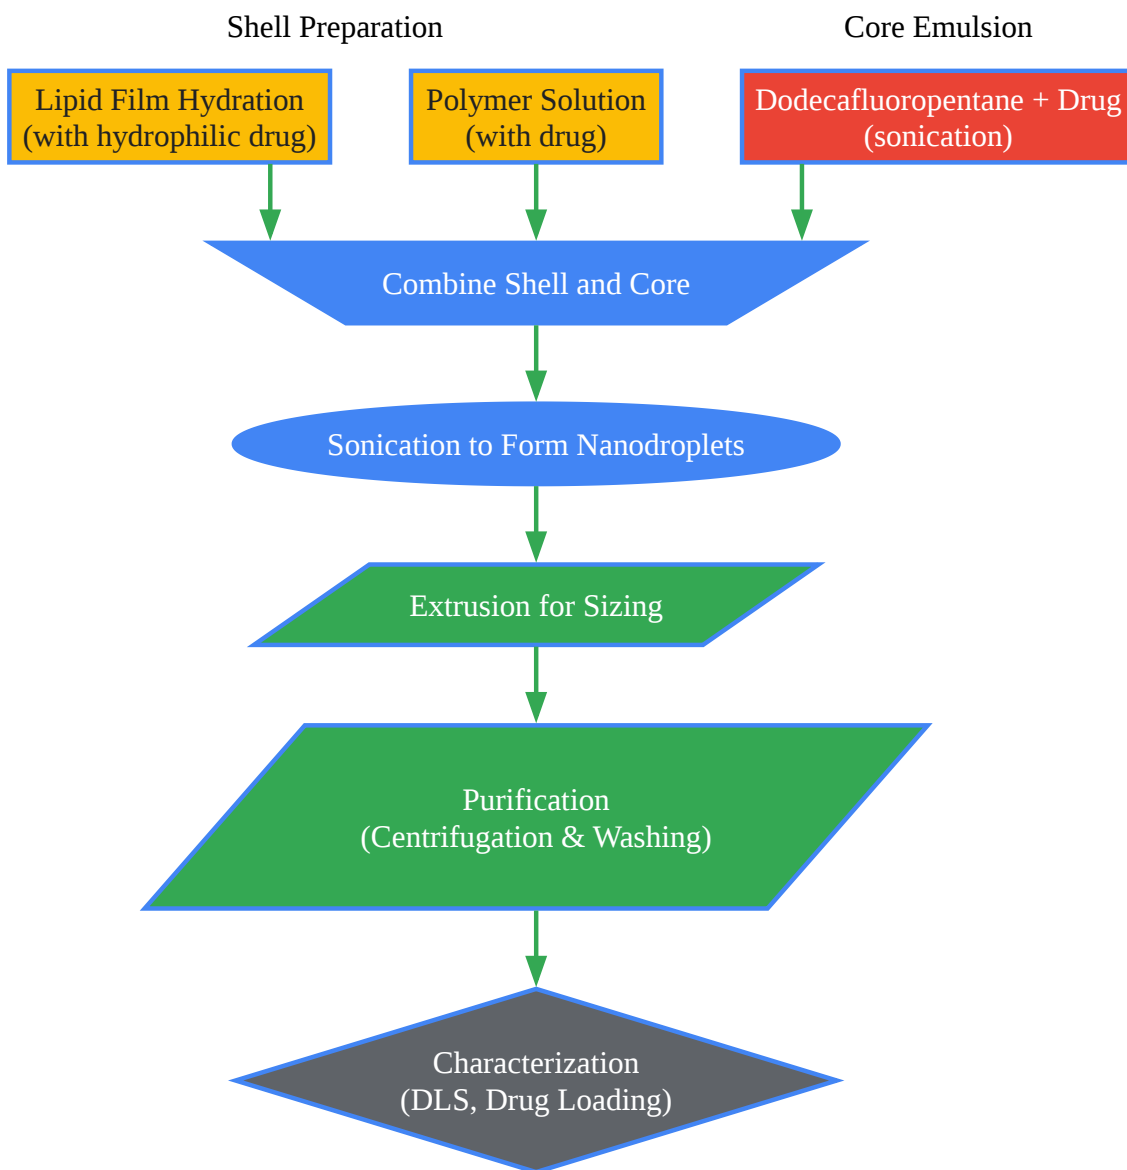 Shell Preparation
Core Emulsion
Lipid Film Hydration
(with hydrophilic drug)
Polymer Solution
(with drug)
Dodecafluoropentane + Drug
(sonication)
Combine Shell and Core
Sonication to Form Nanodroplets
Extrusion for Sizing
Purification
(Centrifugation & Washing)
Characterization
(DLS, Drug Loading)